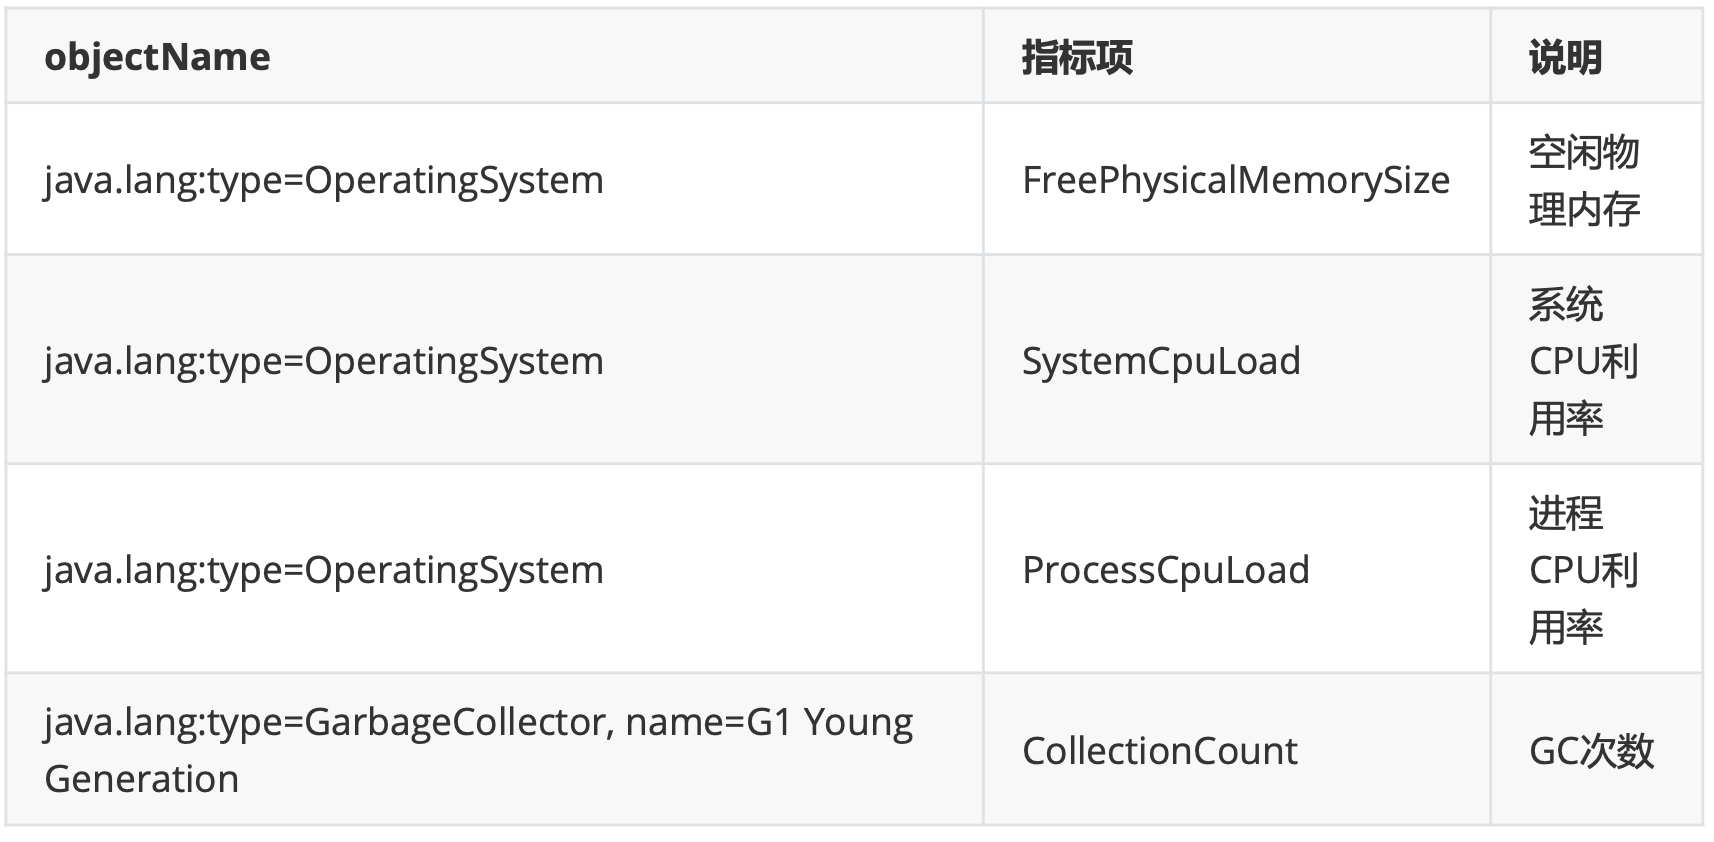 objectName 指标项 说明
java.lang:type=OperatingSystem FreePhysicalMemorySize 空闲物
理内存
java.lang:type=OperatingSystem SystemCpuLoad 系统
CPU利
用率
java.lang:type=OperatingSystem ProcessCpuLoad 进程
CPU利
用率
java.lang:type=GarbageCollector, name=G1 Young
Generation CollectionCount GC次数